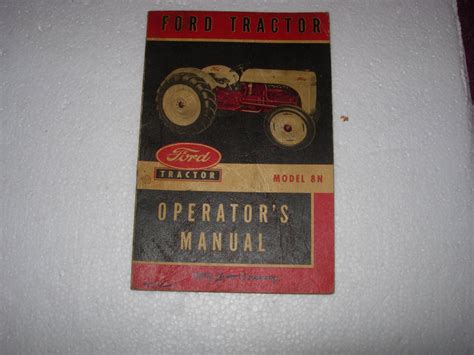 FORD TRACTOR
Ford
TRACTOR
MODEL 8N
OPERATOR'S
MANUAL